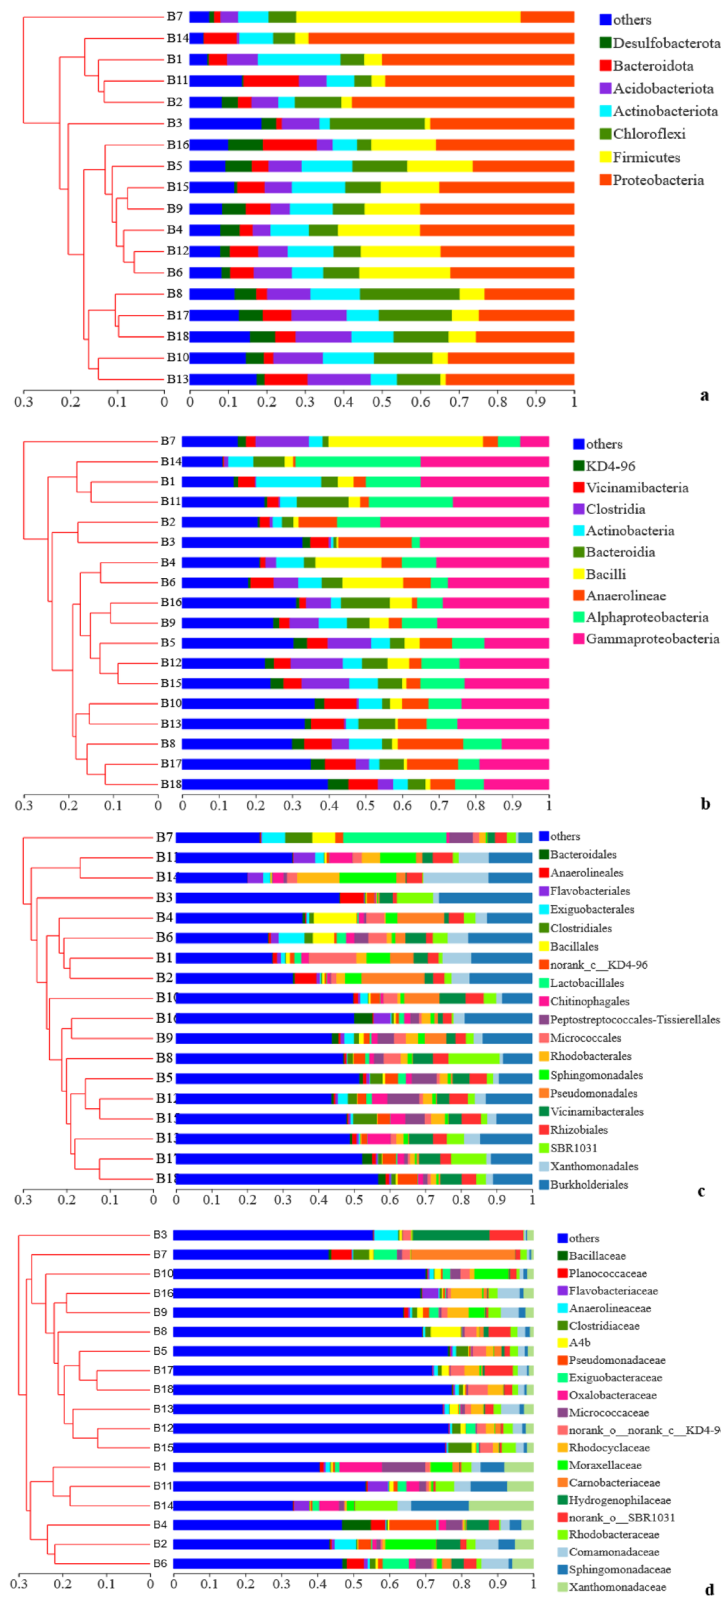 B7
others
B14
Desulfobacterota
B1
Bacteroidota
B11
Acidobacteriota
B2
Actinobacteriota
B3
Chloroflexi
B16
Firmicutes
B5
Proteobacteria
B15
B9
B4
B12
B6
B8
B17
B18
B10
B13
0.3 0.2 0.1 0 0 0.1 0.2 0.3 0.4 0.5 0.6 0.7 0.8 0.9 1
a
B7
others
B14
KD4-96
B1
Vicinamibacteria
B11
Clostridia
B2
Actinobacteria
B3
Bacteroidia
B4
Bacilli
B6
Anaerolineae
B16
Alphaproteobacteria
B9
Gammaproteobacteria
B5
B12
B15
B10
B13
B8
B17
B18
0.3 0.2 0.1 0 0 0.1 0.2 0.3 0.4 0.5 0.6 0.7 0.8 0.9 1
b
B7
others
Bacteroidales
B11
Anaerolineales
B14
Flavobacteriales
B3
Exiguobacterales
B4
Clostridiales
B6
Bacillales
B1
norank_c__KD4-96
B2
Lactobacillales
B10
Chitinophagales
B16
Peptostreptococcales-Tissierellales
B9
Micrococcales
B8
Rhodobacterales
B5
Sphingomonadales
B12
Pseudomonadales
B15
Vicinamibacterales
B13
Rhizobiales
B17
SBR1031
B18
Xanthomonadales
Burkholderiales
0.3 0.2 0.1 0 0 0.1 0.2 0.3 0.4 0.5 0.6 0.7 0.8 0.9 1
c
B3
others
B7
Bacillaceae
B10
Planococcaceae
B16
Flavobacteriaceae
B9
Anaerolineaceae
B8
Clostridiaceae
B5
A4b
B17
Pseudomonadaceae
B18
Exiguobacteraceae
B13
Oxalobacteraceae
B12
Micrococcaceae
B15
norank_o__norank_c__KD4-9
B1
Rhodocyclaceae
B11
Moraxellaceae
B14
Carnobacteriaceae
B4
Hydrogenophilaceae
B2
norank_o__SBR1031
B6
Rhodobacteraceae
Comamonadaceae
Sphingomonadaceae
Xanthomonadaceae
0.3 0.2 0.1 0 0 0.1 0.2 0.3 0.4 0.5 0.6 0.7 0.8 0.9 1
d